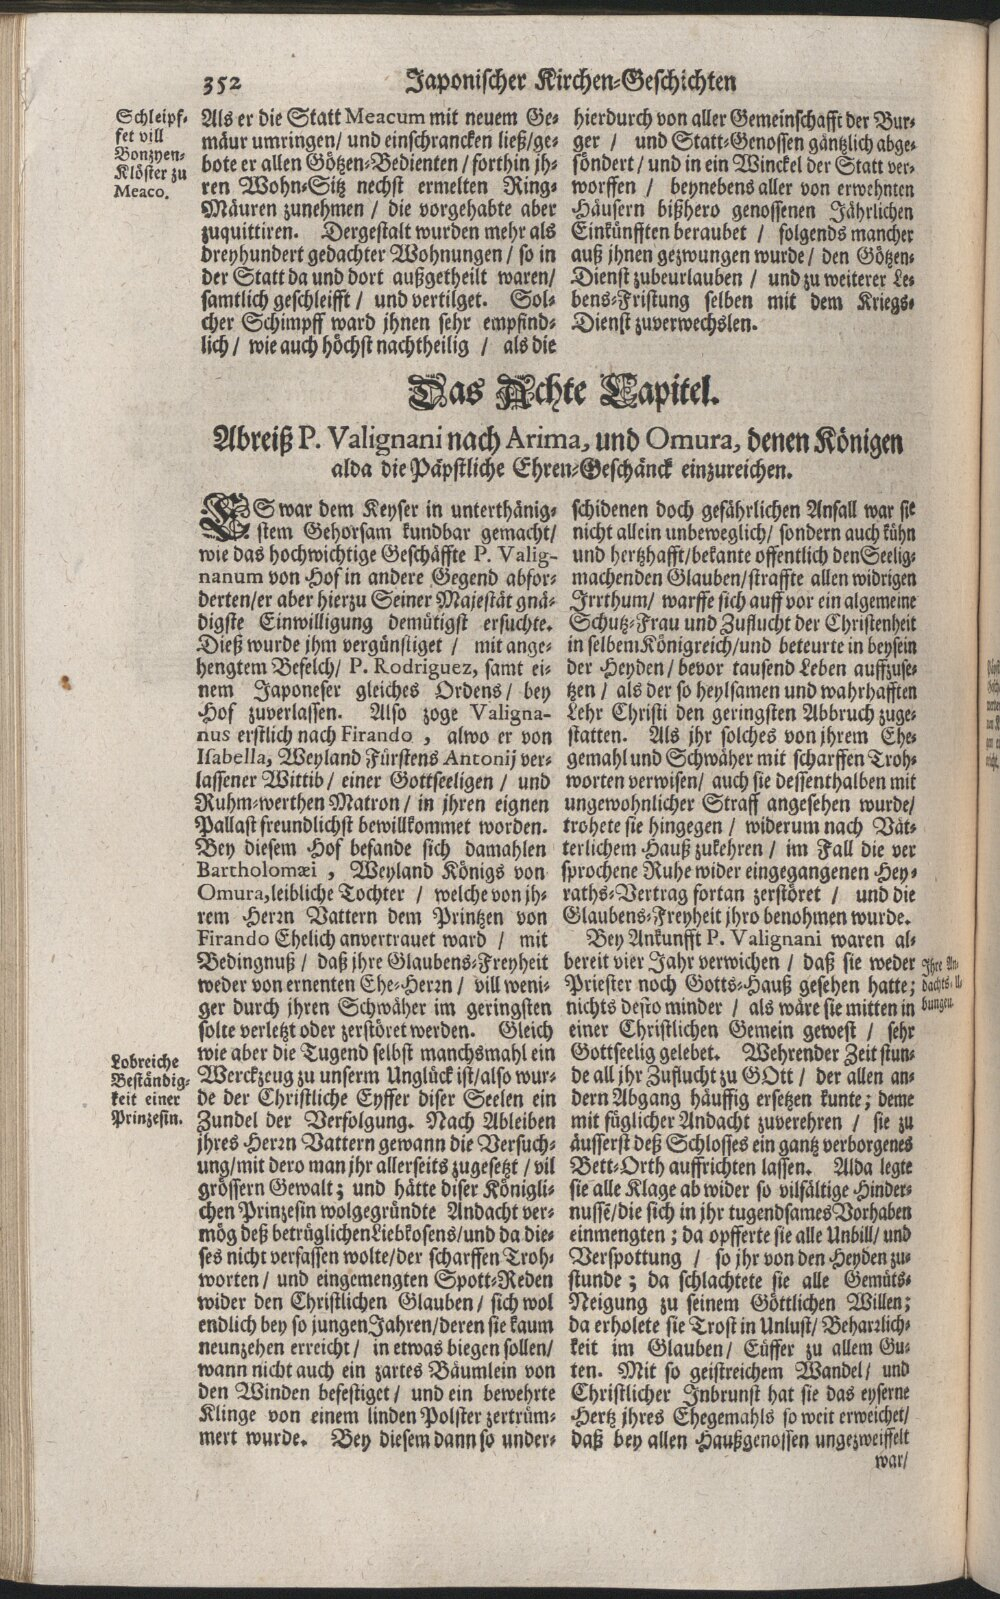 352 Japonischer Kirchen-Geschichten
Schleipf-
fet vill
Bonzyen-
Klöster zu
Meaco.
Als er die Statt Meacum mit neuem Ge-
mäur umringen/ und einschrancken ließ/ge-
bote er allen Götzen-Bedienten/ forthin jh-
ren Wohn-Sitz nechst ermelten Ring-
Mäuren zunehmen / die vorgehabte aber
zuquittiren. Dergestalt wurden mehr als
dreyhundert gedachter Wohnungen/ so in
der Statt da und dort außgetheilt waren/
samtlich geschleifft / und vertilget. Sol-
cher Schimpff ward jhnen sehr empfind-
lich / wie auch höchst nachtheilig / als die
hierdurch von aller Gemeinschafft der Bur-
ger / und Statt-Genossen gäntzlich abge-
söndert/ und in ein Winckel der Statt ver-
worffen / beynebens aller von erwehnten
Häusern bißhero genossenen Jährlichen
Einkünfften beraubet / folgends mancher
auß jhnen gezwungen wurde/ den Götzen-
Dienst zubeurlauben / und zu weiterer Le-
bens-Fristung selben mit dem Kriegs-
Dienst zuverwechslen.
Das Achte Capitel.
Abreiß P. Valignani nach Arima, und Omura, denen Königen
alda die Päpstliche Ehren-Geschänck einzureichen.
ES war dem Keyser in unterthänig-
stem Gehorsam kundbar gemacht/
wie das hochwichtige Geschäffte P. Valig-
nanum von Hof in andere Gegend abfor-
derten/er aber hierzu Seiner Majestät gnä-
digste Einwilligung demütigst ersuchte.
Dieß wurde jhm vergünstiget / mit ange-
hengtem Befelch/ P. Rodriguez, samt ei-
nem Japoneser gleiches Ordens/ bey
Hof zuverlassen. Also zoge Valigna-
nus erstlich nach Firando , alwo er von
Isabella, Weyland Fürstens Antonij ver-
lassener Wittib/ einer Gottseeligen / und
Ruhm-werthen Matron/ in jhren eignen
Pallast freundlichst bewillkommet worden.
Bey diesem Hof befande sich damahlen
Bartholomæi , Weyland Königs von
Omura, leibliche Tochter / welche von jh-
rem Herzn Vattern dem Printzen von
Firando Ehelich anvertrauet ward / mit
Bedingnuß / daß jhre Glaubens-Freyheit
weder von ernenten Ehe-Herzn/ vill weni-
ger durch jhren Schwäher im geringsten
solte verletzt oder zerstöret werden. Gleich
wie aber die Tugend selbst manchsmahl ein
Werckzeug zu unserm Unglück ist/also wur-
de der Christliche Eyffer diser Seelen ein
Zundel der Verfolgung. Nach Ableiben
jhres Herzn Vattern gewann die Versuch-
ung/mit dero man jhr allerseits zugesetzt / vil
grössern Gewalt; und hätte diser Königli-
chen Prinzesin wolgegründte Andacht ver-
mög deß betrüglichen Liebkosens/und da die-
ses nicht verfassen wolte/der scharffen Troh-
worten / und eingemengten Spott-Reden
wider den Christlichen Glauben / sich wol
endlich bey so jungen Jahren/deren sie kaum
neunzehen erreicht/ in etwas biegen sollen/
wann nicht auch ein zartes Bäumlein von
den Winden befestiget / und ein bewehrte
Klinge von einem linden Polster zertrüm-
mert wurde. Bey diesem dann so under-
Lobreiche
Beständig-
keit einer
Prinzesin.
schidenen doch gefährlichen Anfall war sie
nicht allein unbeweglich/ sondern auch kühn
und hertzhafft/bekante offentlich den Seelig-
machenden Glauben/straffte allen widrigen
Irrthum/ warffe sich auff vor ein algemeine
Schutz-Frau und Zuflucht der Christenheit
in selbem Königreich/und beteurte in beysein
der Heyden/ bevor tausend Leben auffzuse-
tzen / als der so heylsamen und wahrhafften
Lehr Christi den geringsten Abbruch zuge-
statten. Als jhr solches von jhrem Ehe-
gemahl und Schwäher mit scharffen Troh-
worten verwisen/ auch sie dessenthalben mit
ungewohnlicher Straff angesehen wurde/
trohete sie hingegen / widerum nach Vät-
terlichem Hauß zukehren / im Fall die ver
sprochene Ruhe wider eingegangenen Hey-
raths-Vertrag fortan zerstöret / und die
Glaubens-Freyheit jhro benohmen wurde.
Bey Ankunfft P. Valignani waren al-
bereit vier Jahr verwichen / daß sie weder
Priester noch Gotts-Hauß gesehen hatte;
nichts desto minder / als wäre sie mitten in
einer Christlichen Gemein gewest / sehr
Gottseelig gelebet. Wehrender Zeit stun-
de all jhr Zuflucht zu GOtt / der allen an-
dern Abgang häuffig ersetzen kunte; deme
mit füglicher Andacht zuverehren / sie zu
äusserst deß Schlosses ein gantz verborgenes
Bett-Orth auffrichten lassen. Alda legte
sie alle Klage ab wider so vilfältige Hinder-
nussẽ/die sich in jhr tugendsames Vorhaben
einmengten ; da opfferte sie alle Unbill/ und
Verspottung / so jhr von den Heyden zu-
stunde ; da schlachtete sie alle Gemüts-
Neigung zu seinem Göttlichen Willen;
da erholete sie Trost in Unlust/ Beharzlich-
keit im Glauben/ Eüffer zu allem Gu-
ten. Mit so geistreichem Wandel/ und
Christlicher Inbrunst hat sie das eyserne
Hertz jhres Ehegemahls so weit erweichet/
daß bey allen Haußgenossen ungezweiffelt
war/
Ihre An-
dachts-U-
bungen.